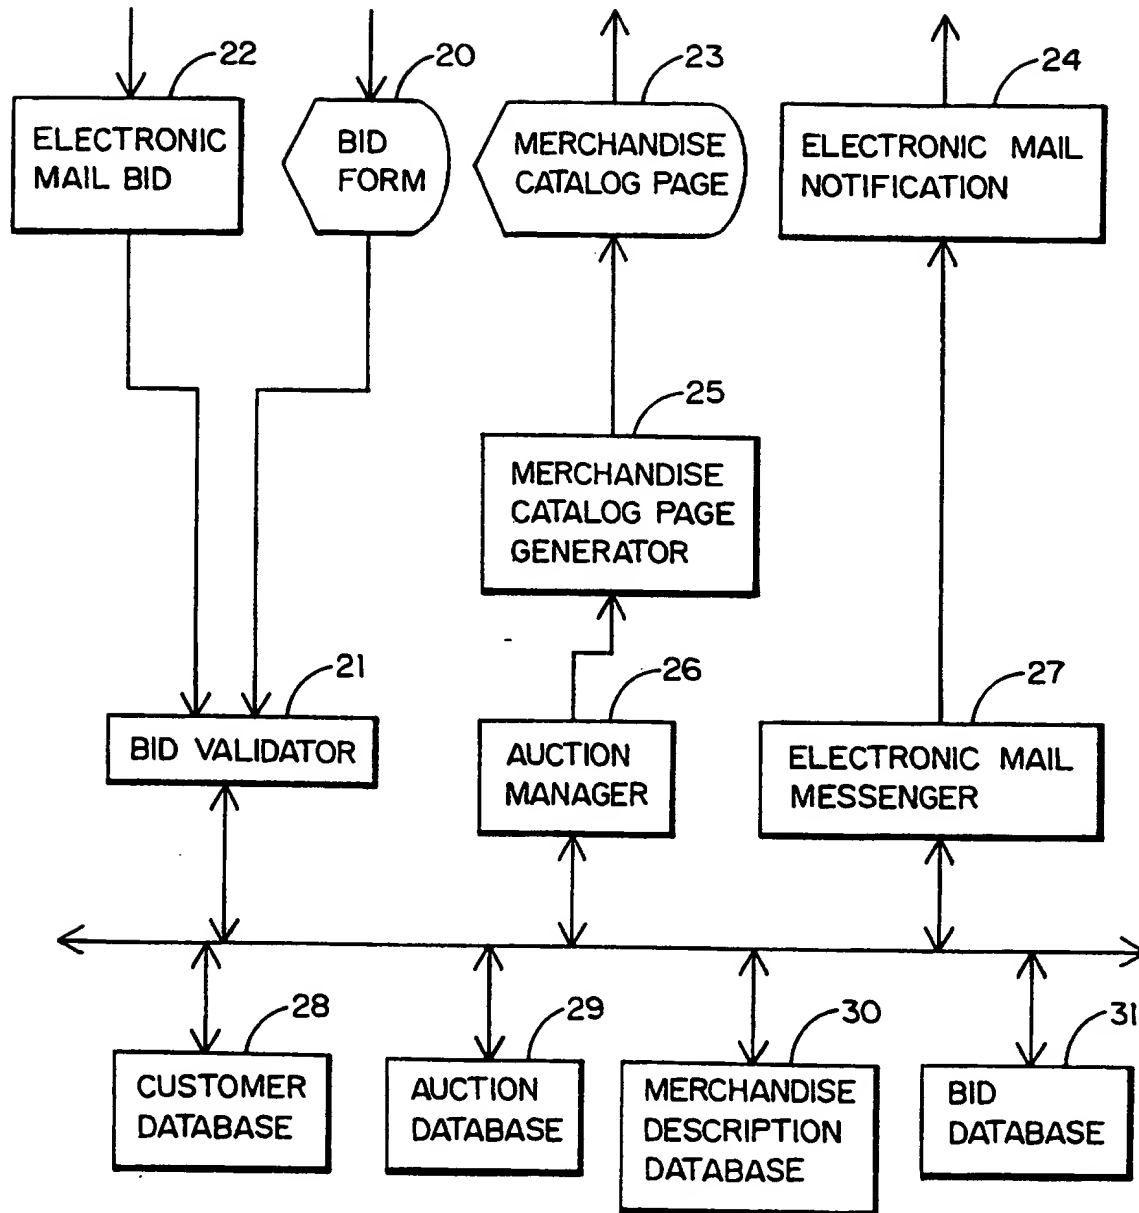 22
20
23
24
ELECTRONIC
MAIL BID
BID
FORM
MERCHANDISE
CATALOG PAGE
ELECTRONIC MAIL
NOTIFICATION
25
MERCHANDISE
CATALOG PAGE
GENERATOR
21
26
27
BID VALIDATOR
AUCTION
MANAGER
ELECTRONIC MAIL
MESSENGER
28
29
30
31
CUSTOMER
DATABASE
AUCTION
DATABASE
MERCHANDISE
DESCRIPTION
DATABASE
BID
DATABASE